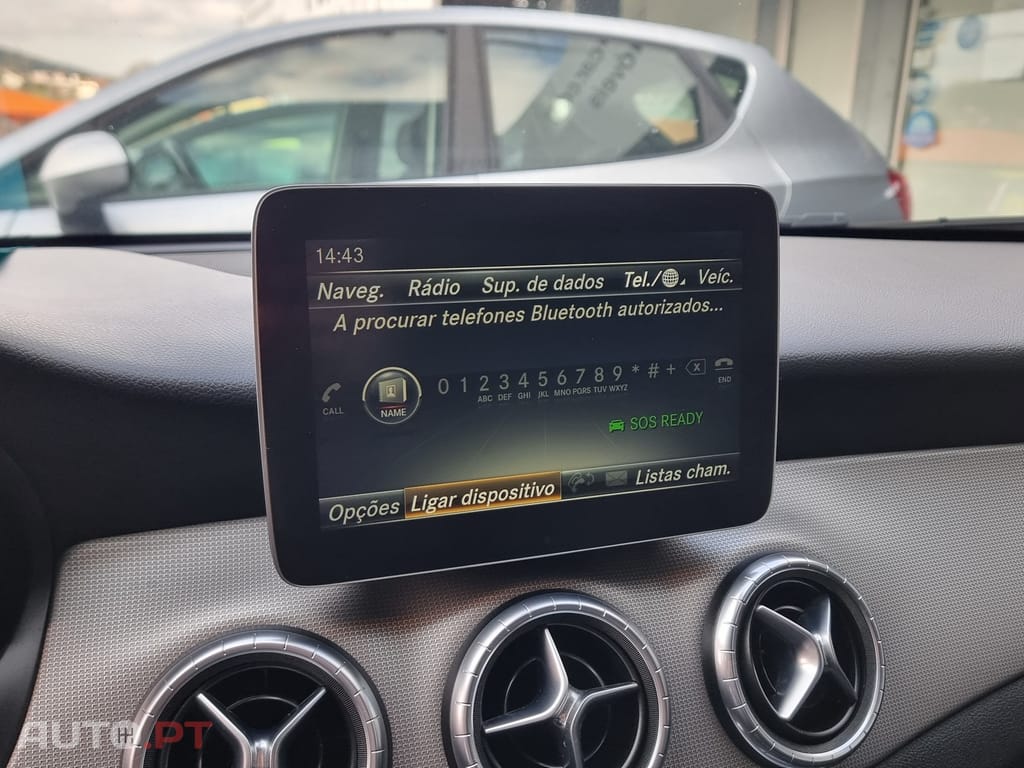 14:43
Naveg. Rádio Sup. de dados Tel./ Veíc.
A procurar telefones Bluetooth autorizados...
CALL NAME 0 1 2 3 4 5 6 7 8 9 * # + X END
ABC DEF GHI JKL MNO PQRS TUV WXYZ
SOS READY
Opções Ligar dispositivo Listas cham.
AUTO.PT